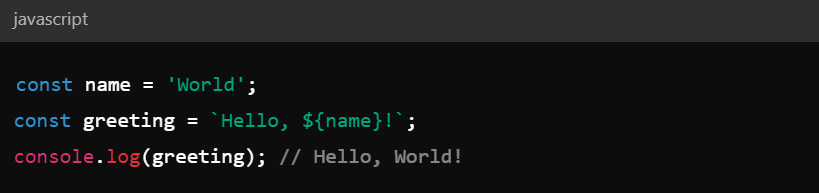 javascript
const name = 'World';
const greeting = `Hello, ${name}!`;
console.log(greeting); // Hello, World!